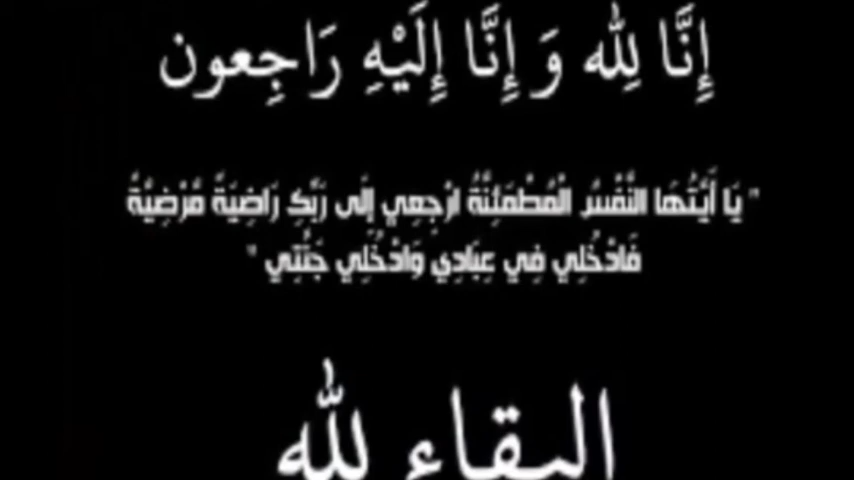 إِنَّا لِلَّه وَ إِنَّا إِلَيْهِ رَاجِعون
" يَا أَيَّتُهَا النَّفْسُ الْمُطْمَئِنَّةُ ارْجِعِي إِلَى رَبِّكِ رَاضِيَةً مَّرْضِيَّةً
فَادْخُلِي فِي عِبَادِي وَادْخُلِي جَنَّتِي "
البقاء لله